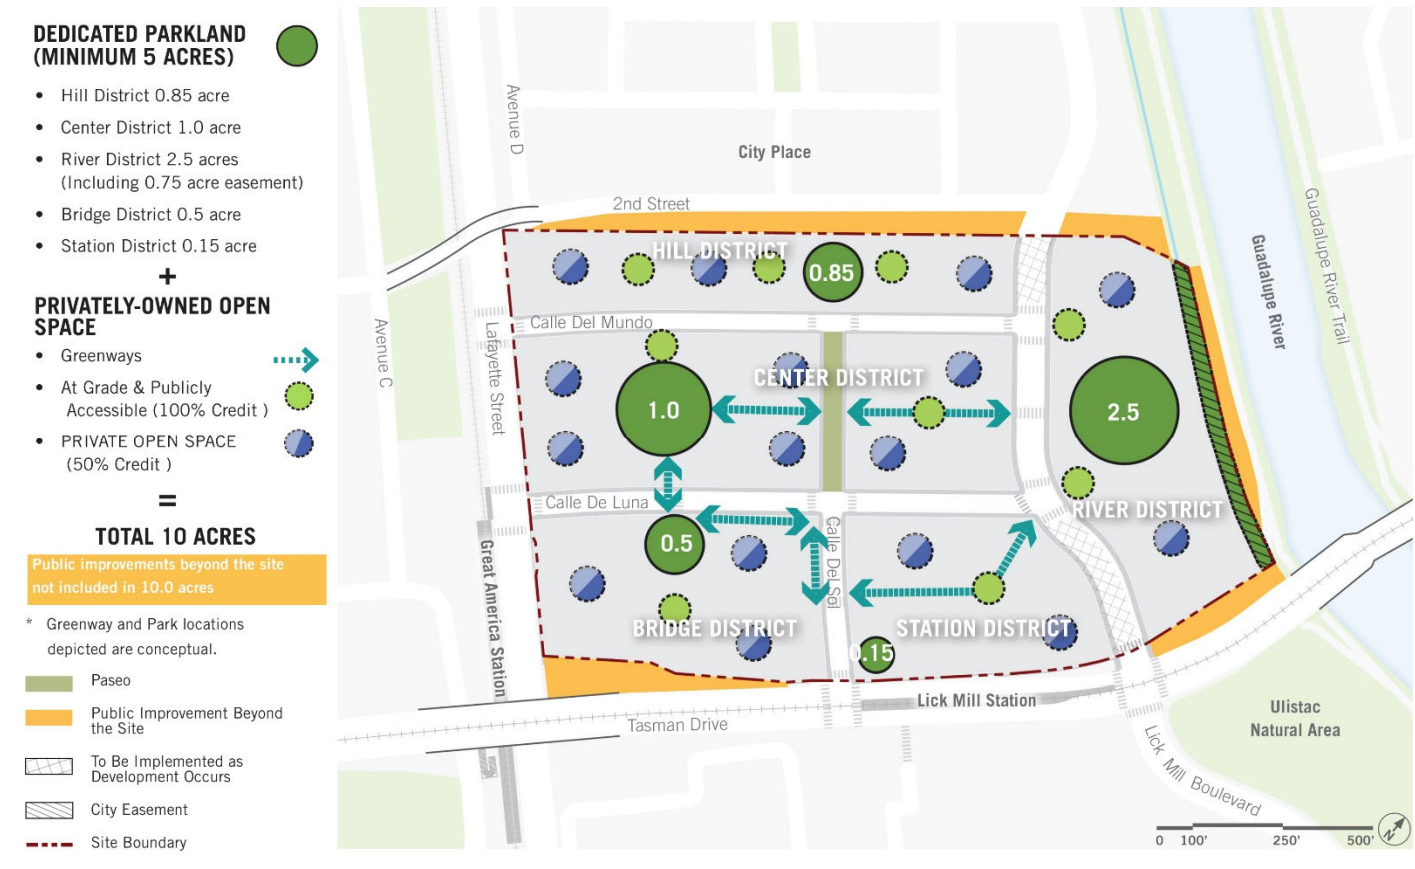 DEDICATED PARKLAND
(MINIMUM 5 ACRES)
• Hill District 0.85 acre
• Center District 1.0 acre
• River District 2.5 acres
(Including 0.75 acre easement)
• Bridge District 0.5 acre
• Station District 0.15 acre
+
PRIVATELY-OWNED OPEN
SPACE
• Greenways
• At Grade & Publicly
Accessible (100% Credit )
• PRIVATE OPEN SPACE
(50% Credit )
=
TOTAL 10 ACRES
Public improvements beyond the site
not included in 10.0 acres
* Greenway and Park locations
depicted are conceptual.
Paseo
Public Improvement Beyond
the Site
To Be Implemented as
Development Occurs
City Easement
Site Boundary
Avenue D
City Place
2nd Street
HILL DISTRICT
0.85
Guadalupe River
Guadalupe River Trail
Avenue C
Lafayette Street
Calle Del Mundo
CENTER DISTRICT
1.0
2.5
Calle De Luna
RIVER DISTRICT
0.5
Calle Del Sol
Great America Station
BRIDGE DISTRICT
STATION DISTRICT
0.15
Lick Mill Station
Tasman Drive
Ulistac
Natural Area
Lick Mill Boulevard
0 100' 250' 500'
N